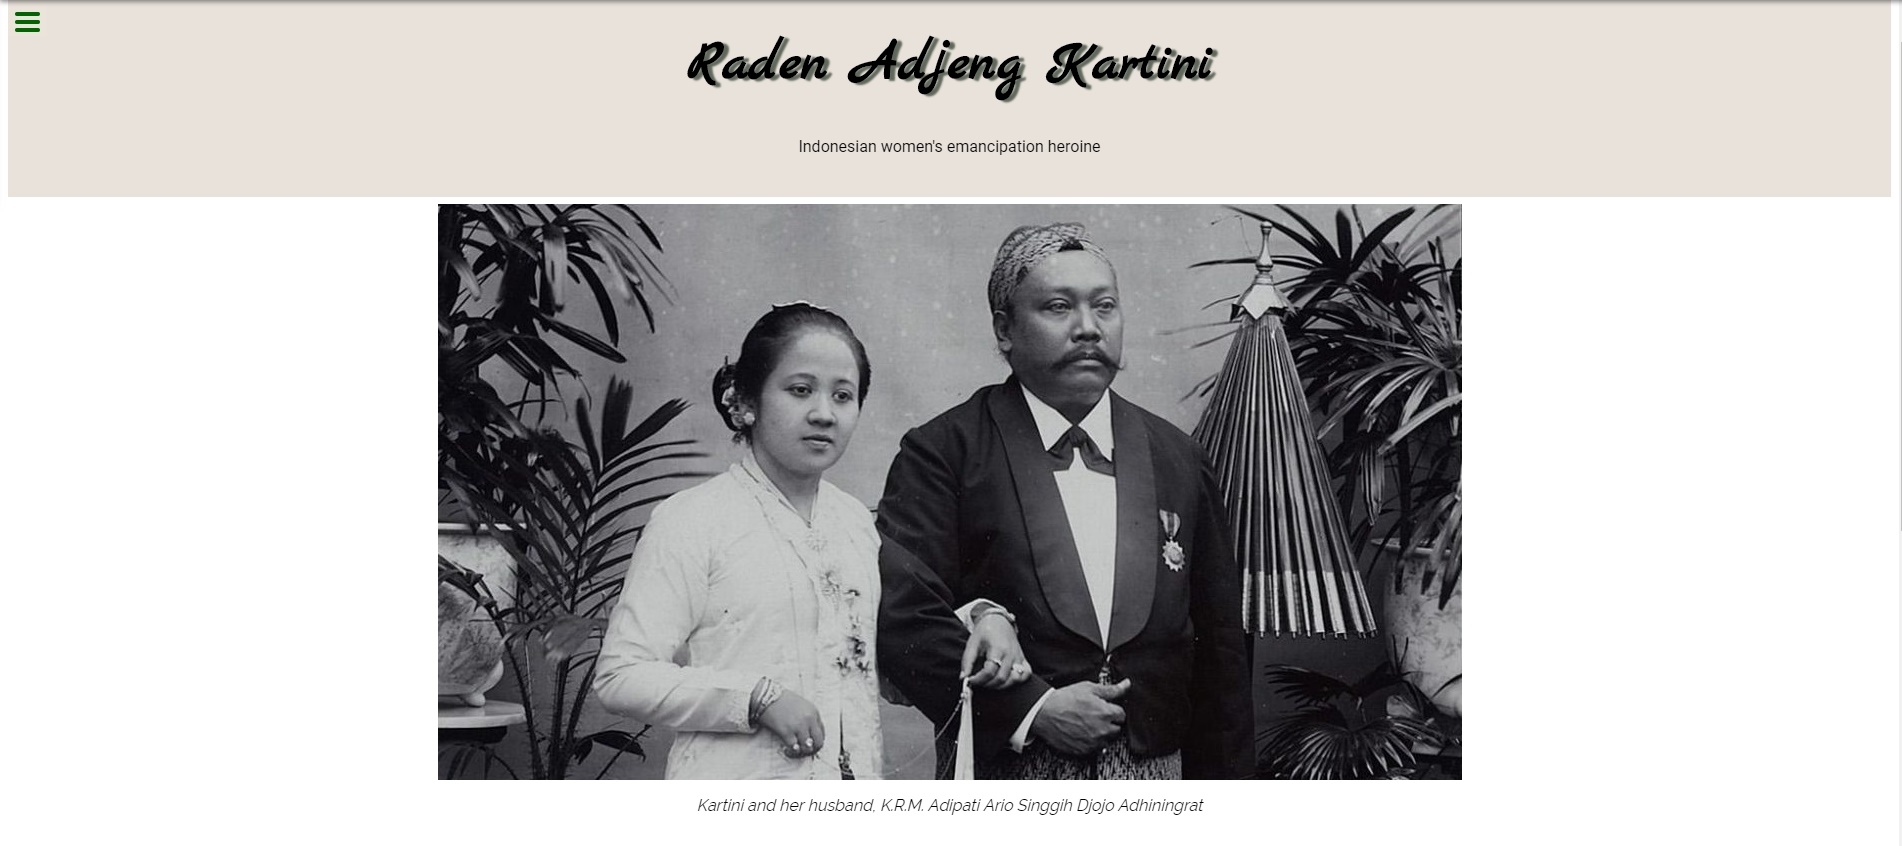 Raden Adjeng Kartini
Indonesian women's emancipation heroine
Kartini and her husband, K.R.M. Adipati Ario Singgih Djojo Adhiningrat